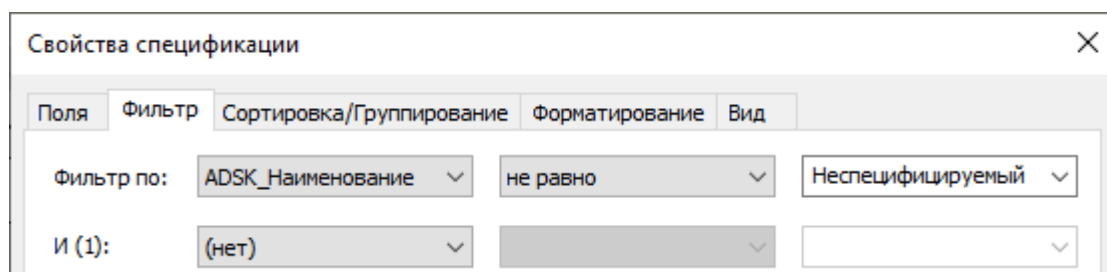 Свойства спецификации
Поля Фильтр Сортировка/Группирование Форматирование Вид
Фильтр по: ADSK_Наименование не равно Неспецифицируемый
И (1): (нет)